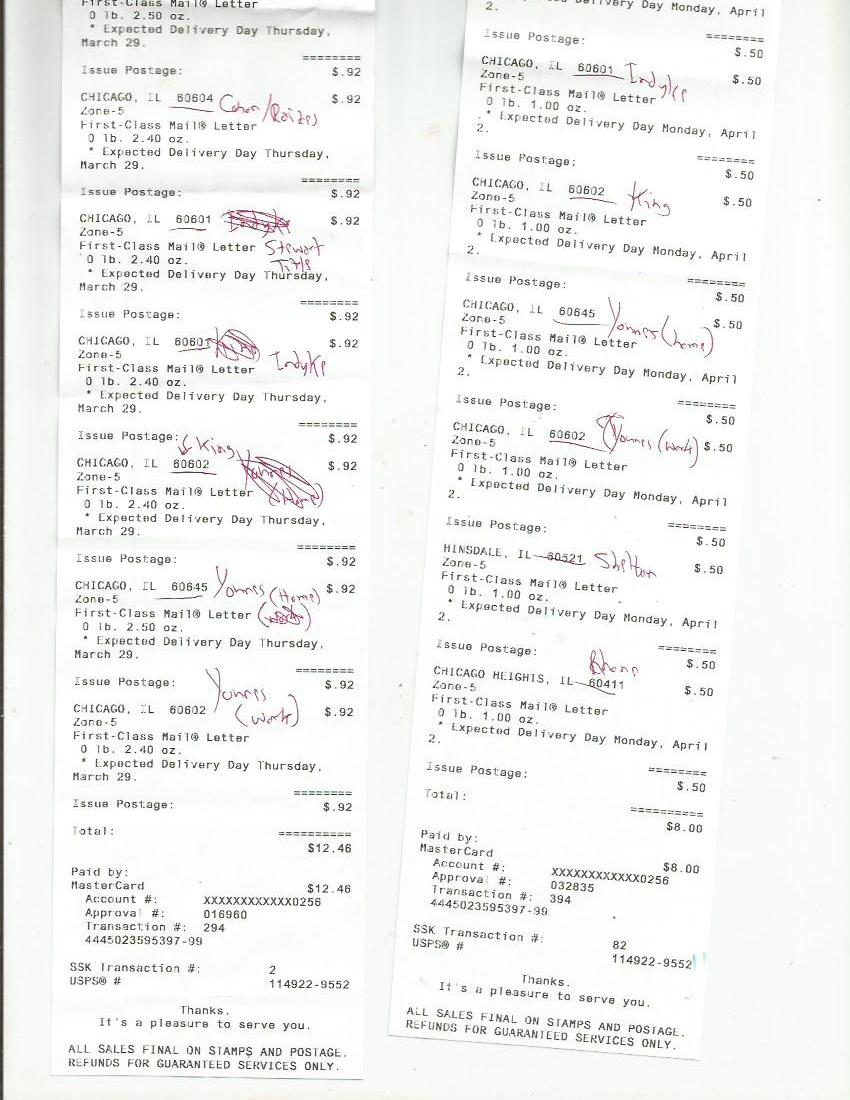 First-Class Mail® Letter
0 lb. 2.50 oz.
* Expected Delivery Day Thursday,
March 29.
========
Issue Postage: $.92
CHICAGO, IL 60604 Cohen/Raizes $.92
Zone-5
First-Class Mail® Letter
0 lb. 2.40 oz.
* Expected Delivery Day Thursday,
March 29.
========
Issue Postage: $.92
CHICAGO, IL 60601 $.92
Zone-5
First-Class Mail® Letter Stewart
0 lb. 2.40 oz. Title
* Expected Delivery Day Thursday,
March 29.
========
Issue Postage: $.92
CHICAGO, IL 60601 $.92
Zone-5
First-Class Mail® Letter IndyKe
0 lb. 2.40 oz.
* Expected Delivery Day Thursday,
March 29.
========
Issue Postage: King $.92
CHICAGO, IL 60602 $.92
Zone-5
First-Class Mail® Letter
0 lb. 2.40 oz.
* Expected Delivery Day Thursday,
March 29.
========
Issue Postage: $.92
CHICAGO, IL 60645 (Home) $.92
Zone-5
First-Class Mail® Letter
0 lb. 2.50 oz.
* Expected Delivery Day Thursday,
March 29.
========
Issue Postage: $.92
CHICAGO, IL 60602 (work) $.92
Zone-5
First-Class Mail® Letter
0 lb. 2.40 oz.
* Expected Delivery Day Thursday,
March 29.
========
Issue Postage: $.92
Total: ==========
$12.46
Paid by:
MasterCard $12.46
Account #: XXXXXXXXXXXX0256
Approval #: 016960
Transaction #: 294
4445023595397-99
SSK Transaction #: 2
USPS® # 114922-9552
Thanks.
It's a pleasure to serve you.
ALL SALES FINAL ON STAMPS AND POSTAGE.
REFUNDS FOR GUARANTEED SERVICES ONLY.
Delivery Day Monday, April
2.
========
Issue Postage: $.50
CHICAGO, IL 60601 IndyKe $.50
Zone-5
First-Class Mail® Letter
0 lb. 1.00 oz.
* Expected Delivery Day Monday, April
2.
========
Issue Postage: $.50
CHICAGO, IL 60602 King $.50
Zone-5
First-Class Mail® Letter
0 lb. 1.00 oz.
* Expected Delivery Day Monday, April
2.
========
Issue Postage: $.50
CHICAGO, IL 60645 (home) $.50
Zone-5
First-Class Mail® Letter
0 lb. 1.00 oz.
* Expected Delivery Day Monday, April
2.
========
Issue Postage: $.50
CHICAGO, IL 60602 (work) $.50
Zone-5
First-Class Mail® Letter
0 lb. 1.00 oz.
* Expected Delivery Day Monday, April
2.
========
Issue Postage: $.50
HINSDALE, IL 60521 Shelton $.50
Zone-5
First-Class Mail® Letter
0 lb. 1.00 oz.
* Expected Delivery Day Monday, April
2.
========
Issue Postage: $.50
CHICAGO HEIGHTS, IL 60411 $.50
Zone-5
First-Class Mail® Letter
0 lb. 1.00 oz.
* Expected Delivery Day Monday, April
2.
========
Issue Postage: $.50
Total: ==========
$8.00
Paid by:
MasterCard $8.00
Account #: XXXXXXXXXXXX0256
Approval #: 032835
Transaction #: 394
4445023595397-99
SSK Transaction #: 82
USPS® # 114922-9552
Thanks.
It's a pleasure to serve you.
ALL SALES FINAL ON STAMPS AND POSTAGE.
REFUNDS FOR GUARANTEED SERVICES ONLY.